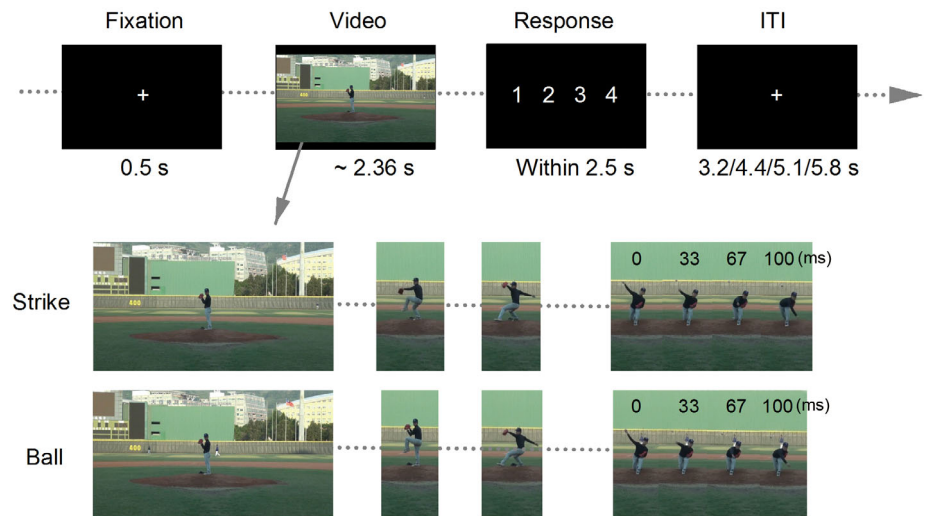 Fixation Video Response ITI
+ 1 2 3 4 +
400
0.5 s ~ 2.36 s Within 2.5 s 3.2/4.4/5.1/5.8 s
Strike
400
0 33 67 100 (ms)
Ball
400
0 33 67 100 (ms)